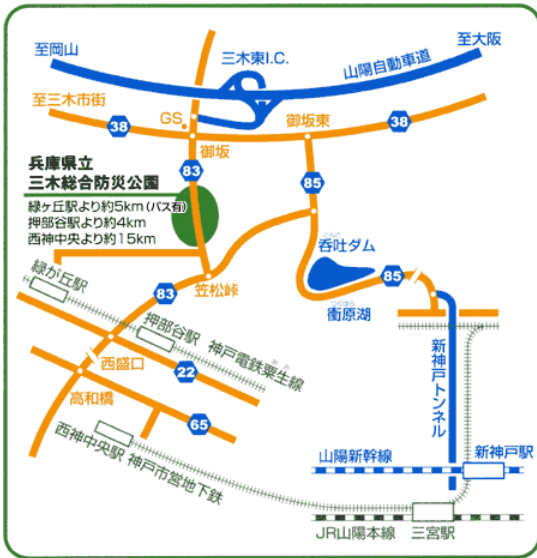 至岡山
三木東I.C.
山陽自動車道
至大阪
至三木市街
38
GS
御坂
御坂東
38
兵庫県立
三木総合防災公園
83
緑ヶ丘駅より約5km(バス有)
押部谷駅より約4km
西神中央より約15km
85
どんど
呑吐ダム
85
つくはら
衝原湖
緑が丘駅
83
笠松峠
押部谷駅
神戸電鉄粟生線
あお
西盛口
22
高和橋
65
新神戸トンネル
西神中央駅
神戸市営地下鉄
山陽新幹線
新神戸駅
JR山陽本線
三宮駅